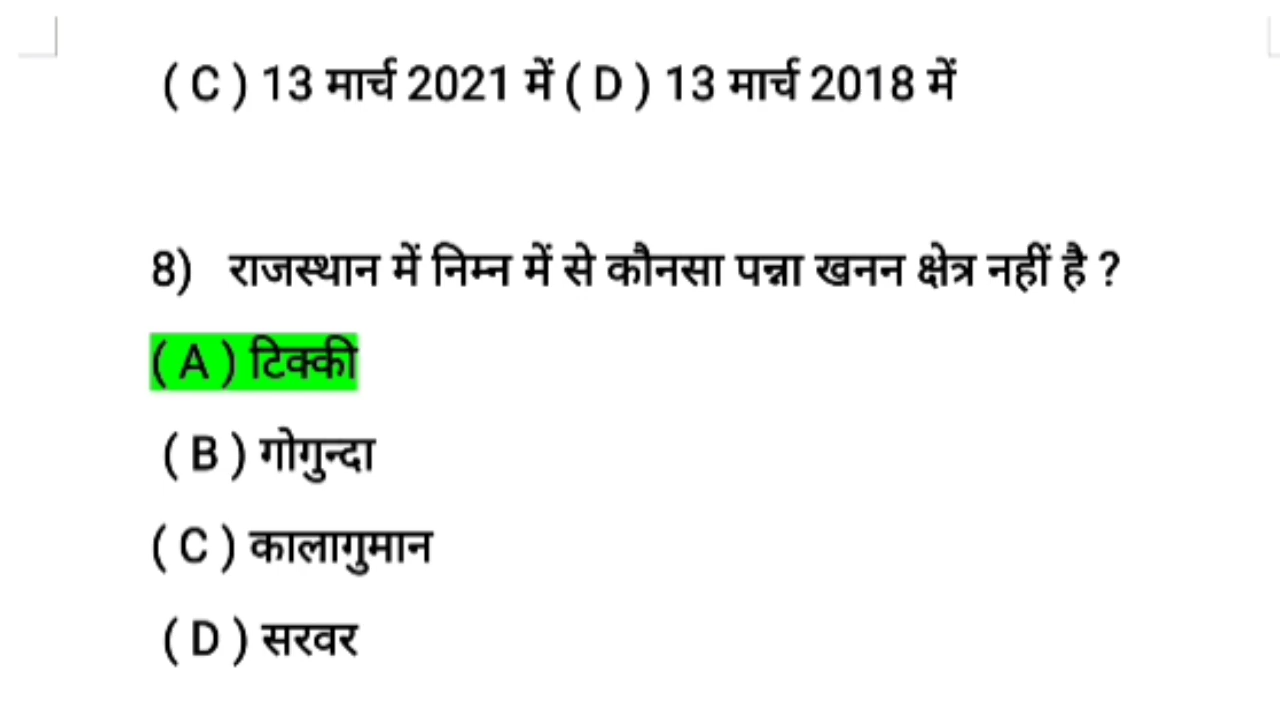 ( C ) 13 मार्च 2021 में ( D ) 13 मार्च 2018 में
8) राजस्थान में निम्न में से कौनसा पन्ना खनन क्षेत्र नहीं है ?
( A ) टिक्की
( B ) गोगुन्दा
( C ) कालागुमान
( D ) सरवर